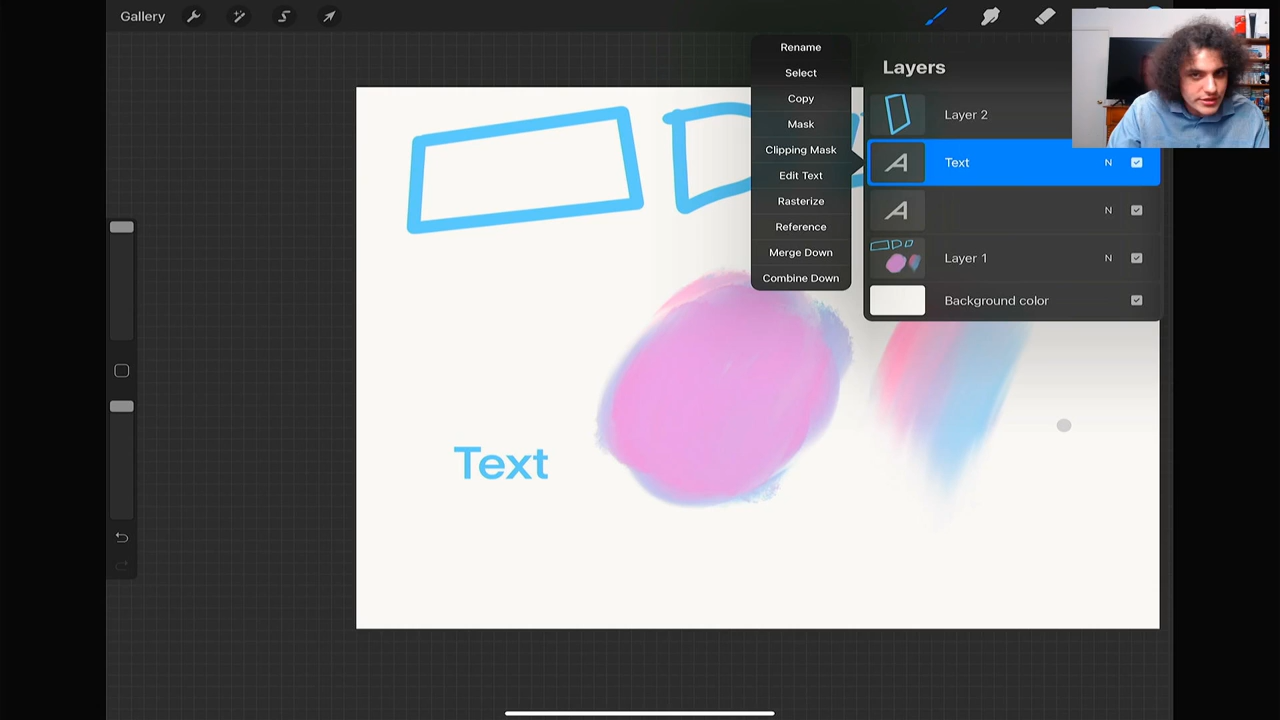 Gallery
Rename
Select
Copy
Mask
Clipping Mask
Edit Text
Rasterize
Reference
Merge Down
Combine Down
Layers
Layer 2
Text N
N
Layer 1 N
Background color
Text